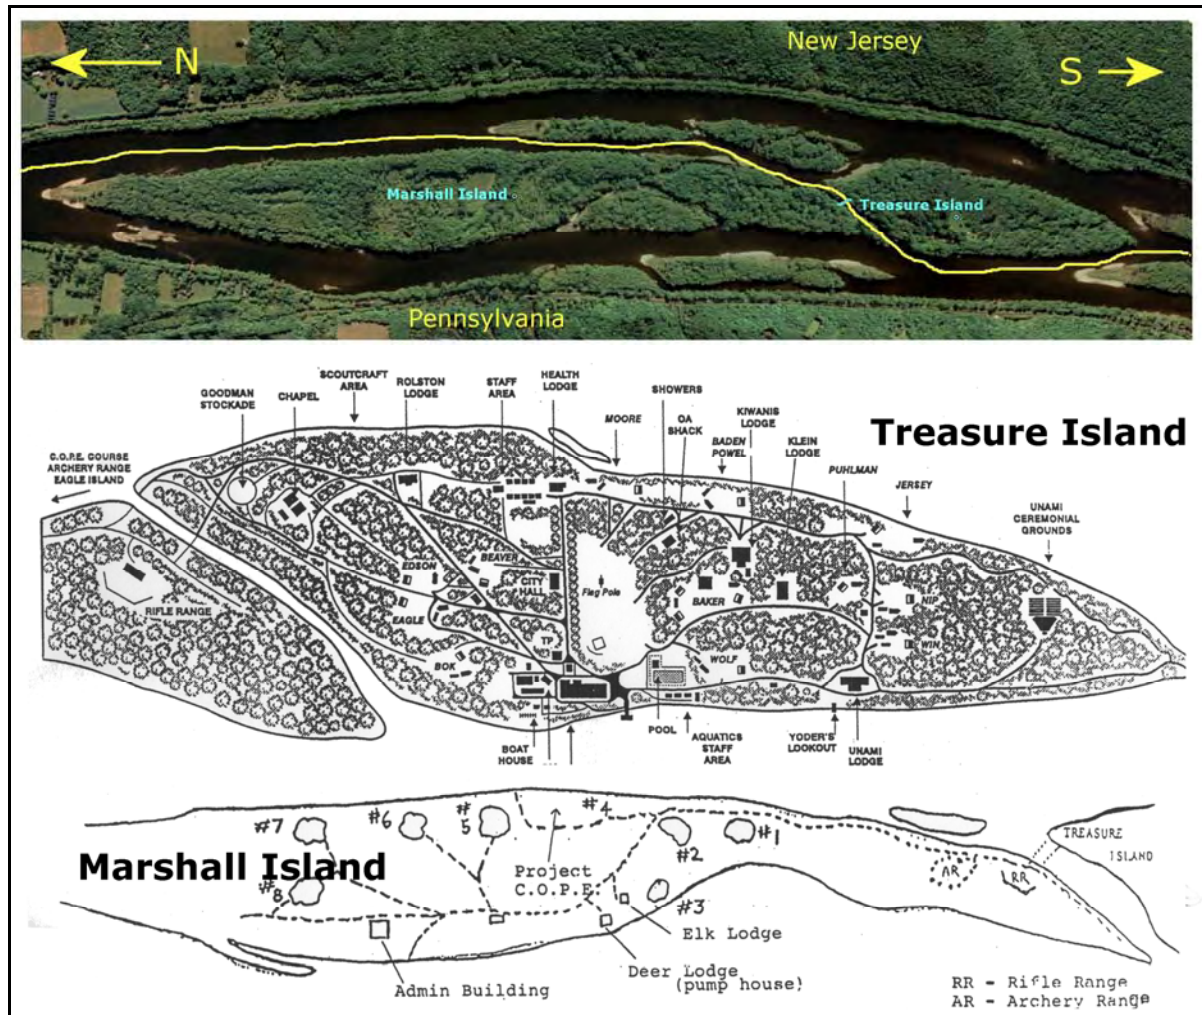 New Jersey
N
S
Marshall Island
Treasure Island
Pennsylvania
Treasure Island
GOODMAN
STOCKADE
CHAPEL
SCOUTCRAFT
AREA
ROLSTON
LODGE
STAFF
AREA
HEALTH
LODGE
MOORE
SHOWERS
OA
SHACK
BADEN
POWEL
KIWANIS
LODGE
KLEIN
LODGE
PUHLMAN
JERSEY
UNAMI
CEREMONIAL
GROUNDS
C.O.P.E. COURSE
ARCHERY RANGE
EAGLE ISLAND
RIFLE RANGE
EDSON
BEAVER
CITY
HALL
Flag Pole
BAKER
NIP
EAGLE
TP
BOK
WOLF
WIN
BOAT
HOUSE
POOL
AQUATICS
STAFF
AREA
YODER'S
LOOKOUT
UNAMI
LODGE
Marshall Island
#7
#6
#
5
#4
#2
#1
#8
#3
Project
C.O.P.E.
TREASURE
ISLAND
AR
RR
Elk Lodge
Deer Lodge
(pump house)
Admin Building
RR - Rifle Range
AR - Archery Range